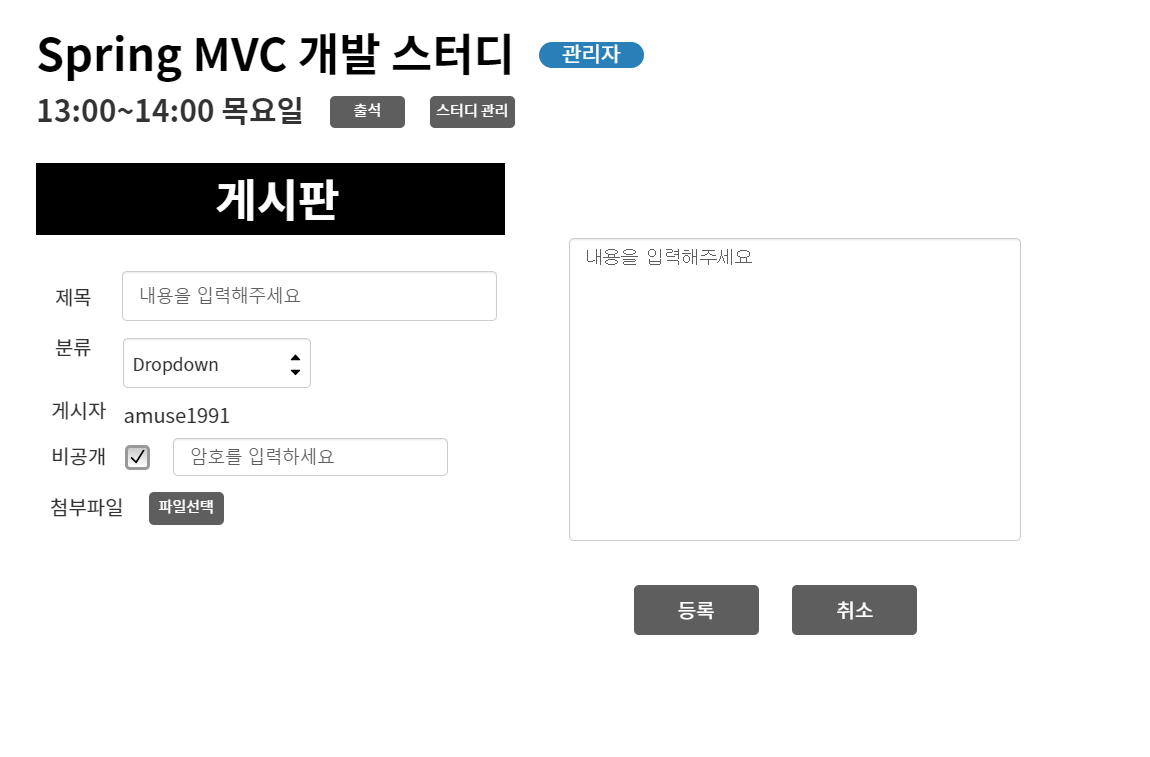 Spring MVC 개발 스터디 관리자
13:00~14:00 목요일 출석 스터디 관리
게시판
제목 내용을 입력해주세요
분류 Dropdown
게시자 amuse1991
비공개 암호를 입력하세요
첨부파일 파일선택
내용을 입력해주세요
등록 취소